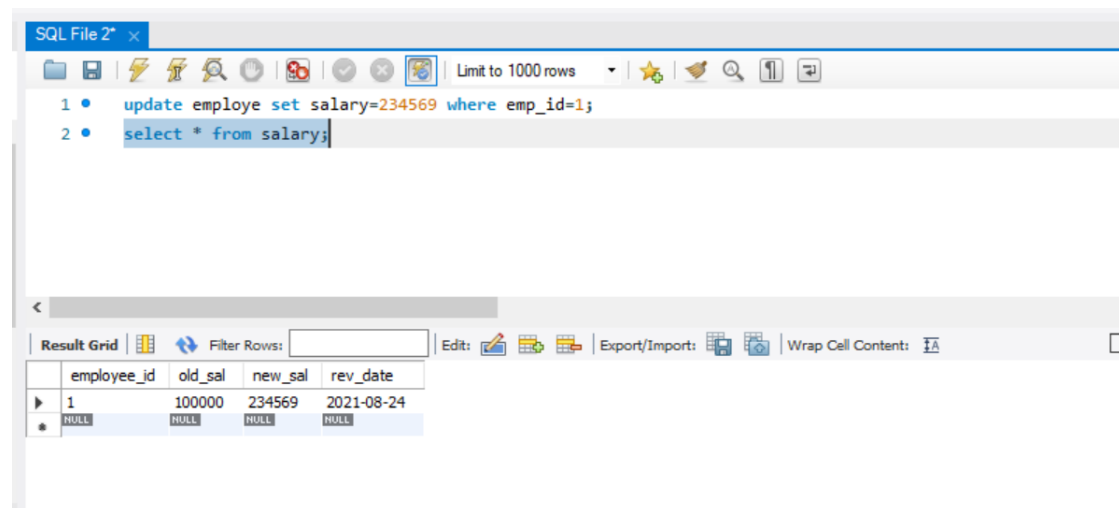 SQL File 2*
Limit to 1000 rows
1 update employe set salary=234569 where emp_id=1;
2 select * from salary;
Result Grid Filter Rows: Edit: Export/Import: Wrap Cell Content:
employee_id old_sal new_sal rev_date
1 100000 234569 2021-08-24
NULL NULL NULL NULL